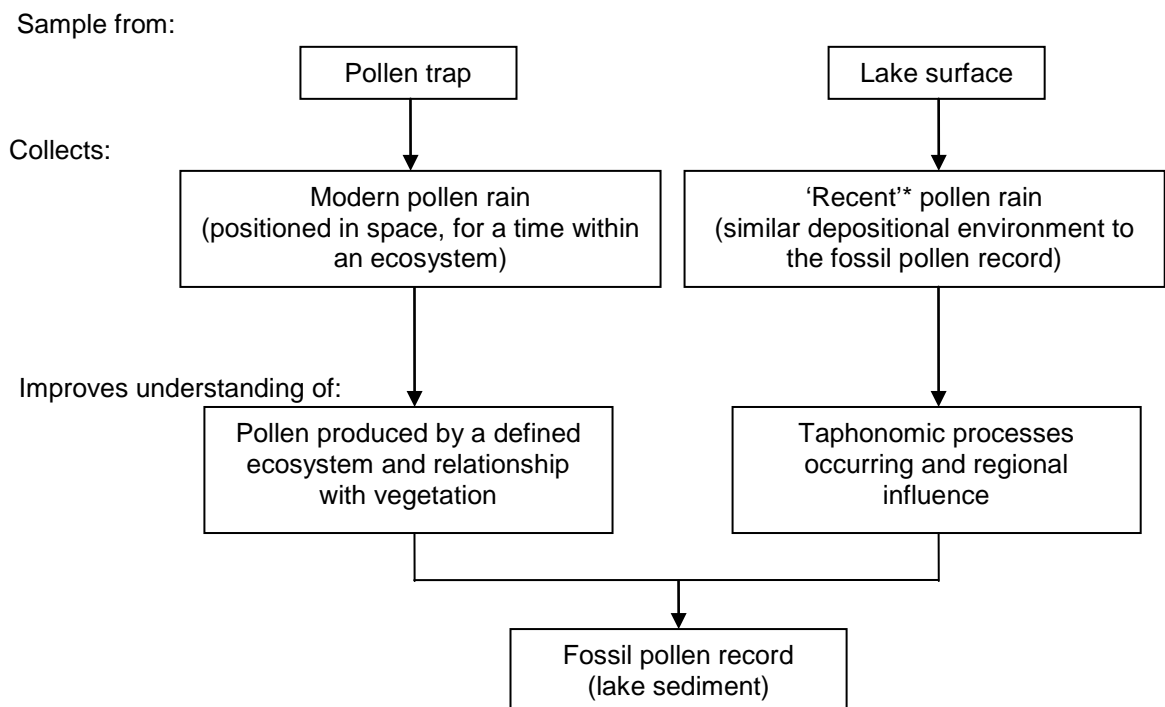 Sample from:
Pollen trap
Lake surface
Collects:
Modern pollen rain
(positioned in space, for a time within
an ecosystem)
‘Recent’* pollen rain
(similar depositional environment to
the fossil pollen record)
Improves understanding of:
Pollen produced by a defined
ecosystem and relationship
with vegetation
Taphonomic processes
occurring and regional
influence
Fossil pollen record
(lake sediment)